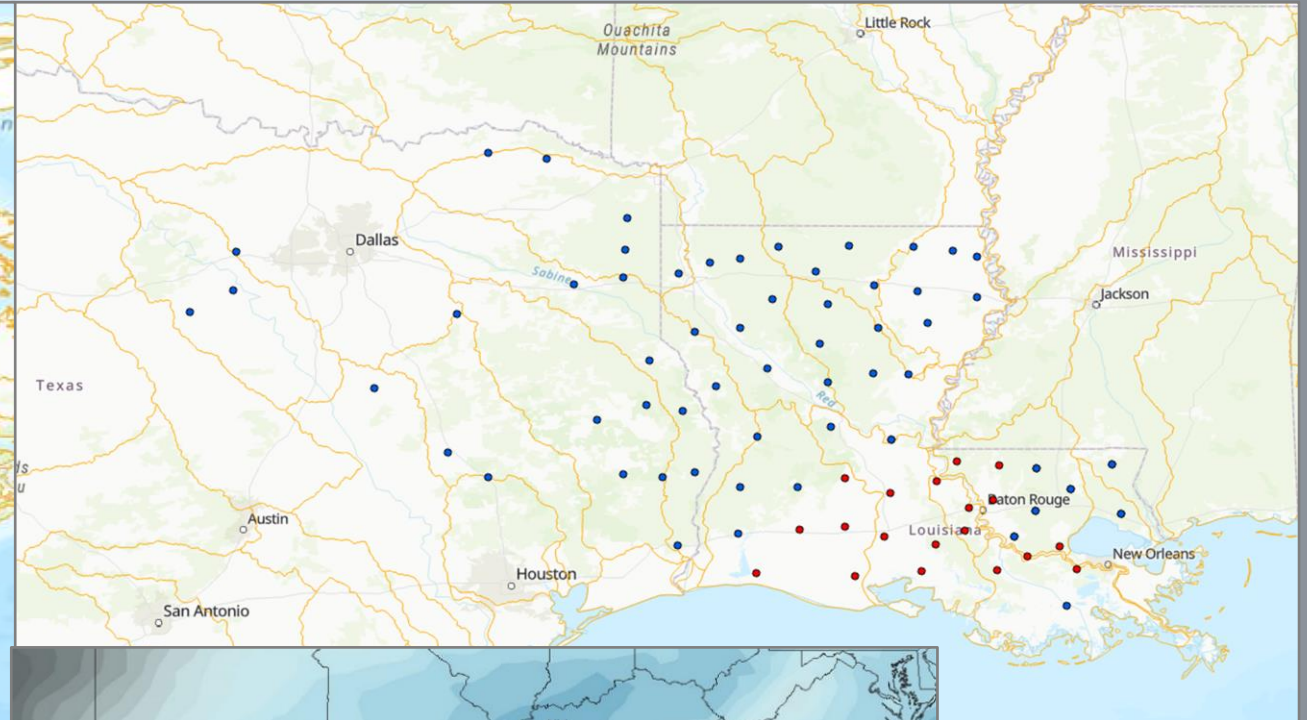 Little Rock
Ouachita
Mountains
Dallas
Sabine
Mississippi
Jackson
Texas
Red
Baton Rouge
Austin
Louisiana
New Orleans
Houston
San Antonio
n
ds
u